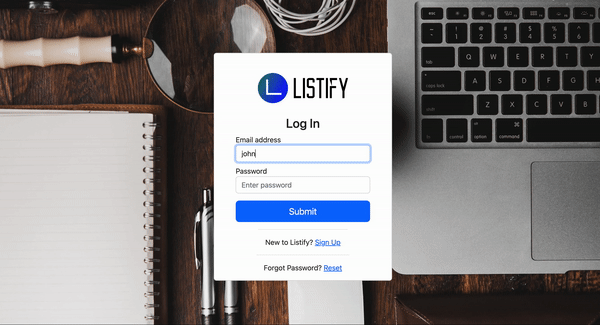 LISTIFY
Log In
Email address
john
Password
Enter password
Submit
New to Listify? Sign Up
Forgot Password? Reset